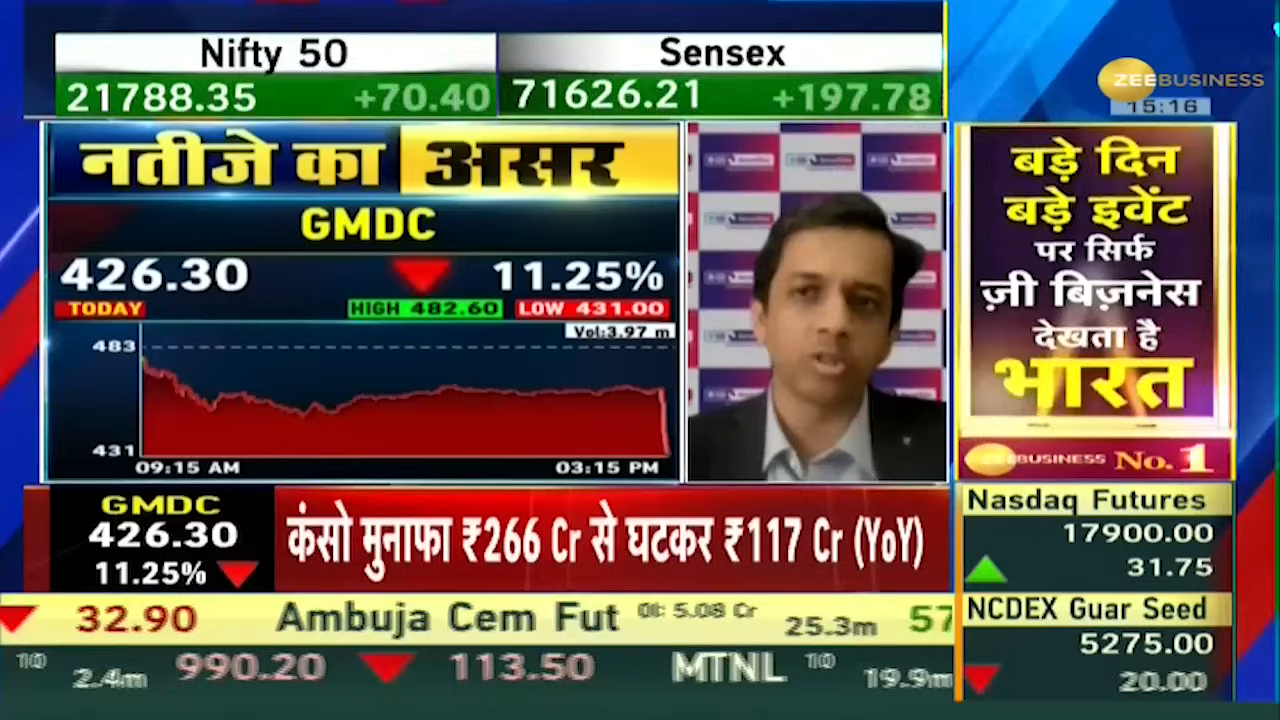 Nifty 50
21788.35 +70.40
Sensex
71626.21 +197.78
ZEEBUSINESS
15:16
नतीजे का असर
GMDC
426.30 11.25%
TODAY HIGH 482.60 LOW 431.00
Vol:3.97 m
483
431
09:15 AM 03:15 PM
बड़े दिन
बड़े इवेंट
पर सिर्फ
ज़ी बिज़नेस
देखता है
भारत
ZEEBUSINESS No. 1
GMDC
426.30
11.25%
कंसो मुनाफा ₹266 Cr से घटकर ₹117 Cr (YoY)
Nasdaq Futures
17900.00
31.75
NCDEX Guar Seed
5275.00
20.00
32.90 Ambuja Cem Fut OI: 5.08 Cr 25.3m 57
2.4m 990.20 113.50 MTNL 19.9m